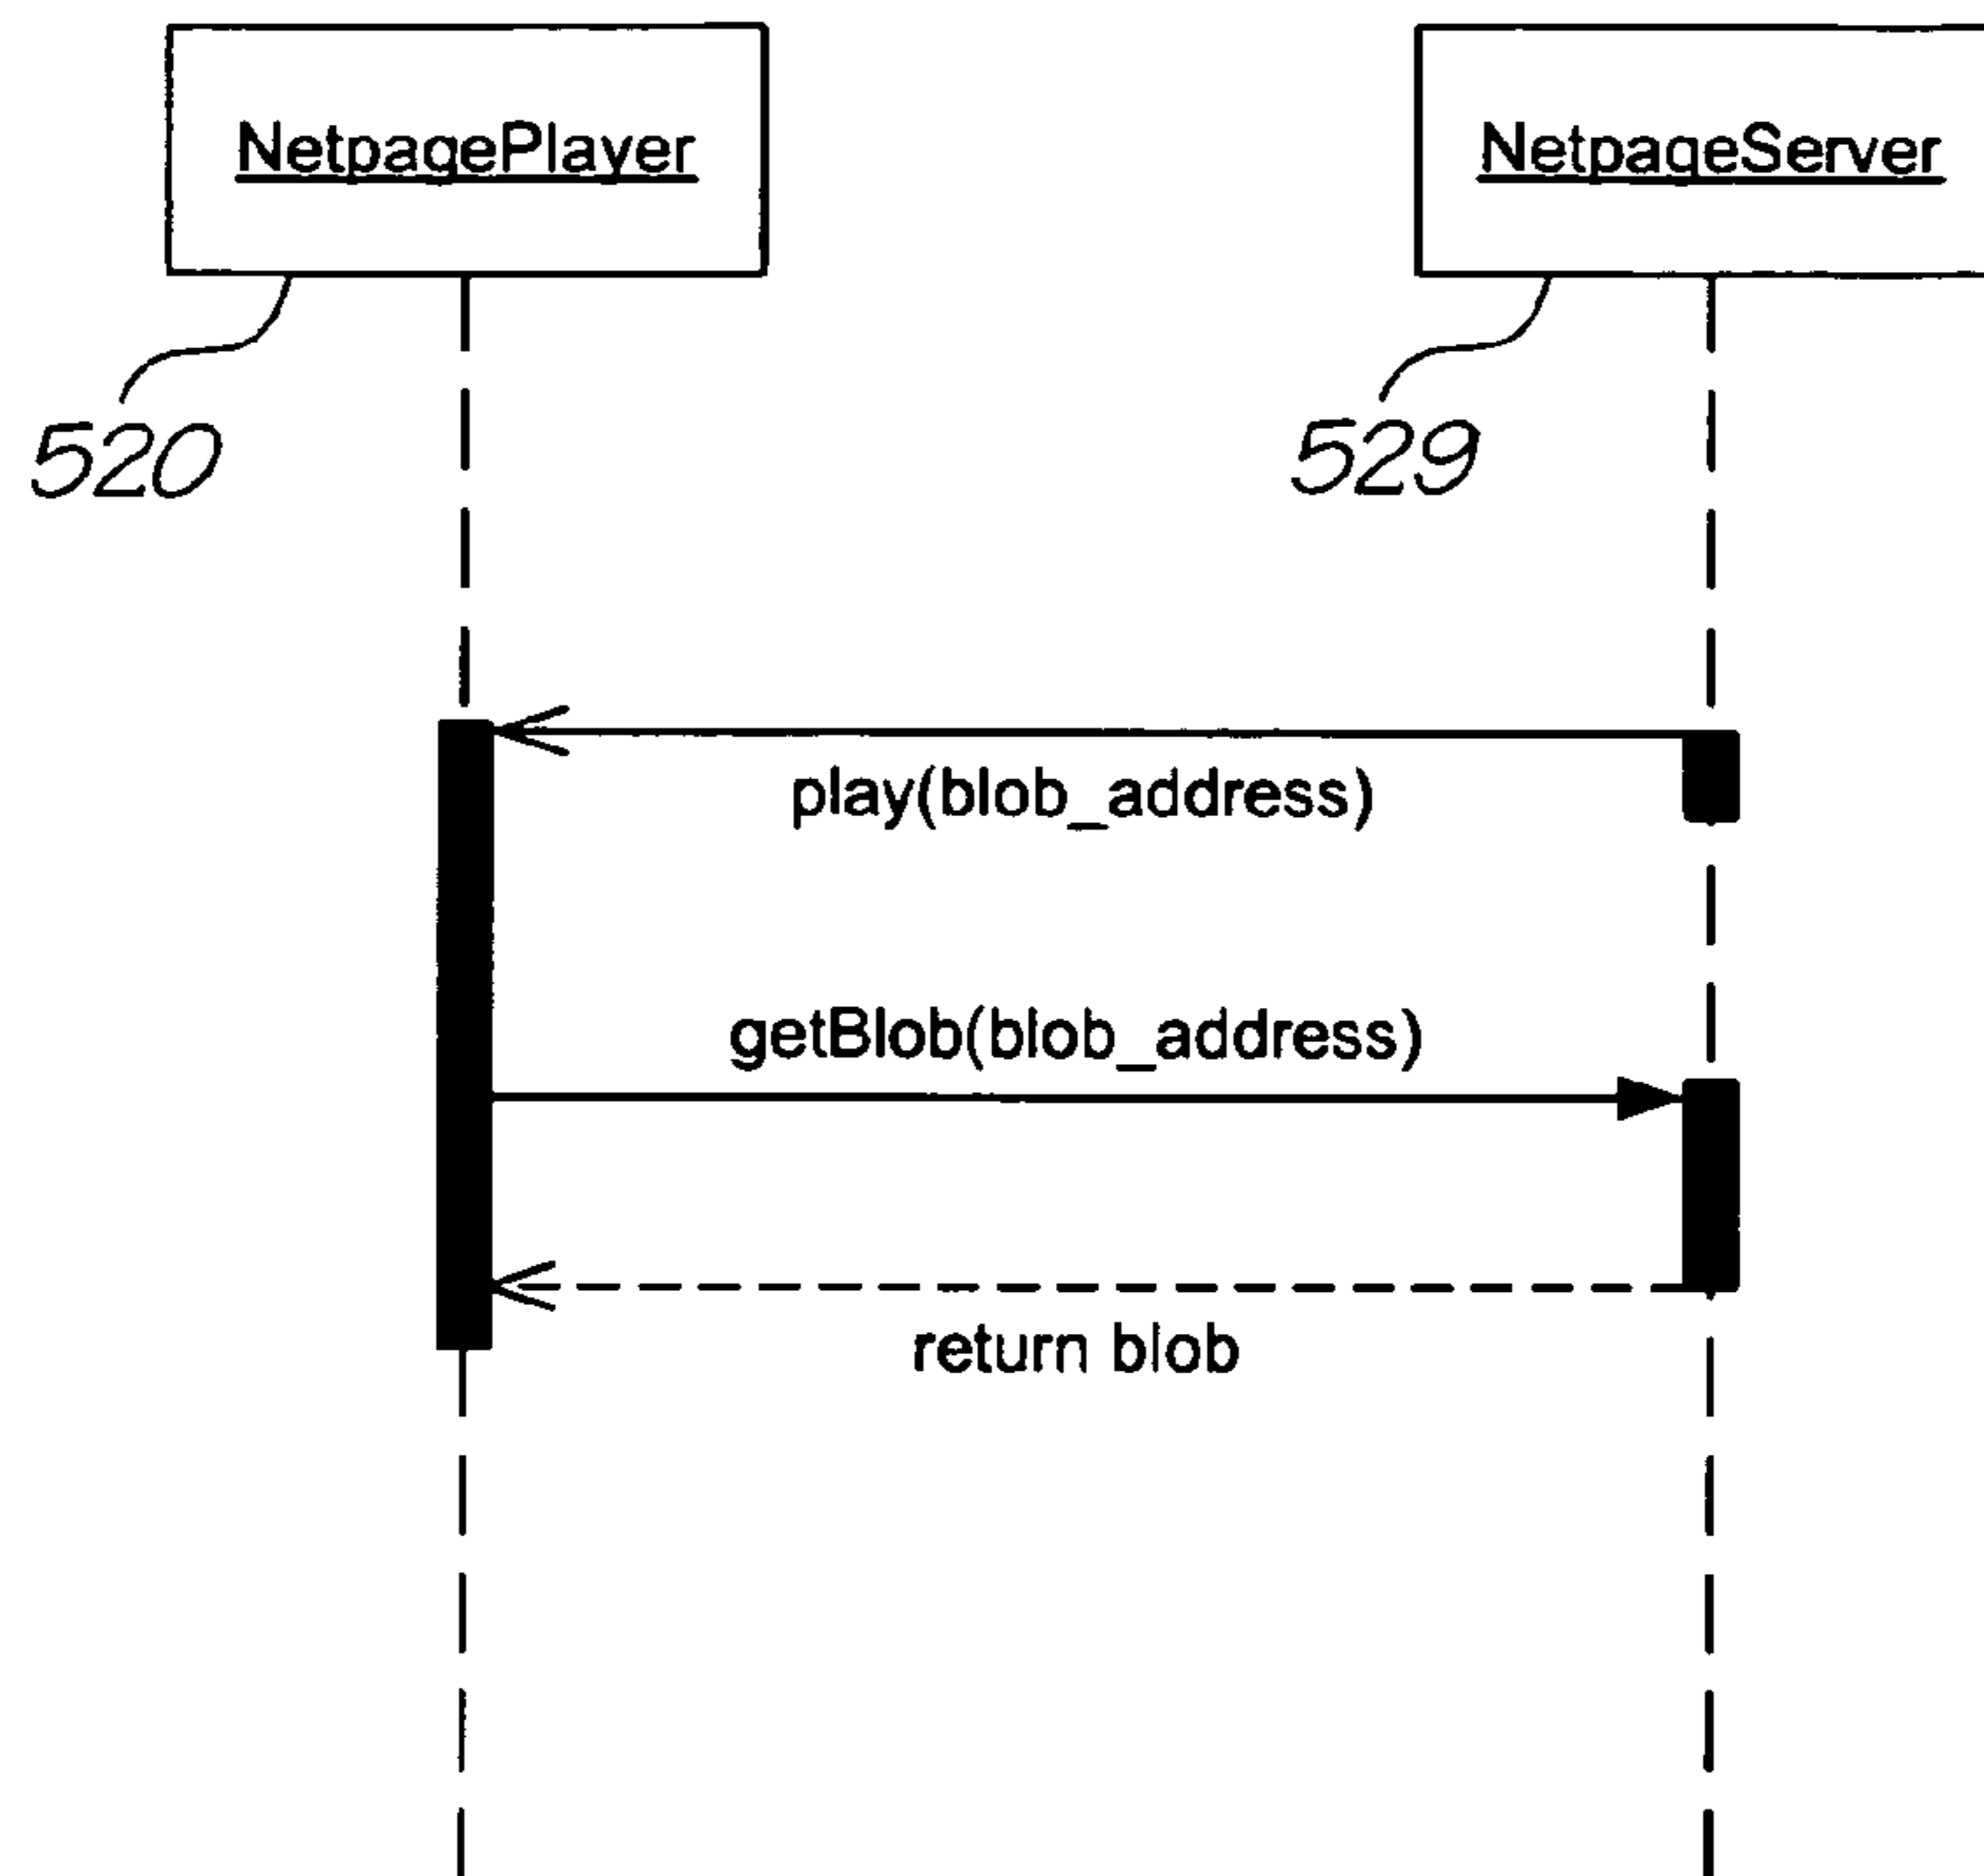 NetpagePlayer
NetpageServer
520
529
play(blob_address)
getBlob(blob_address)
return blob